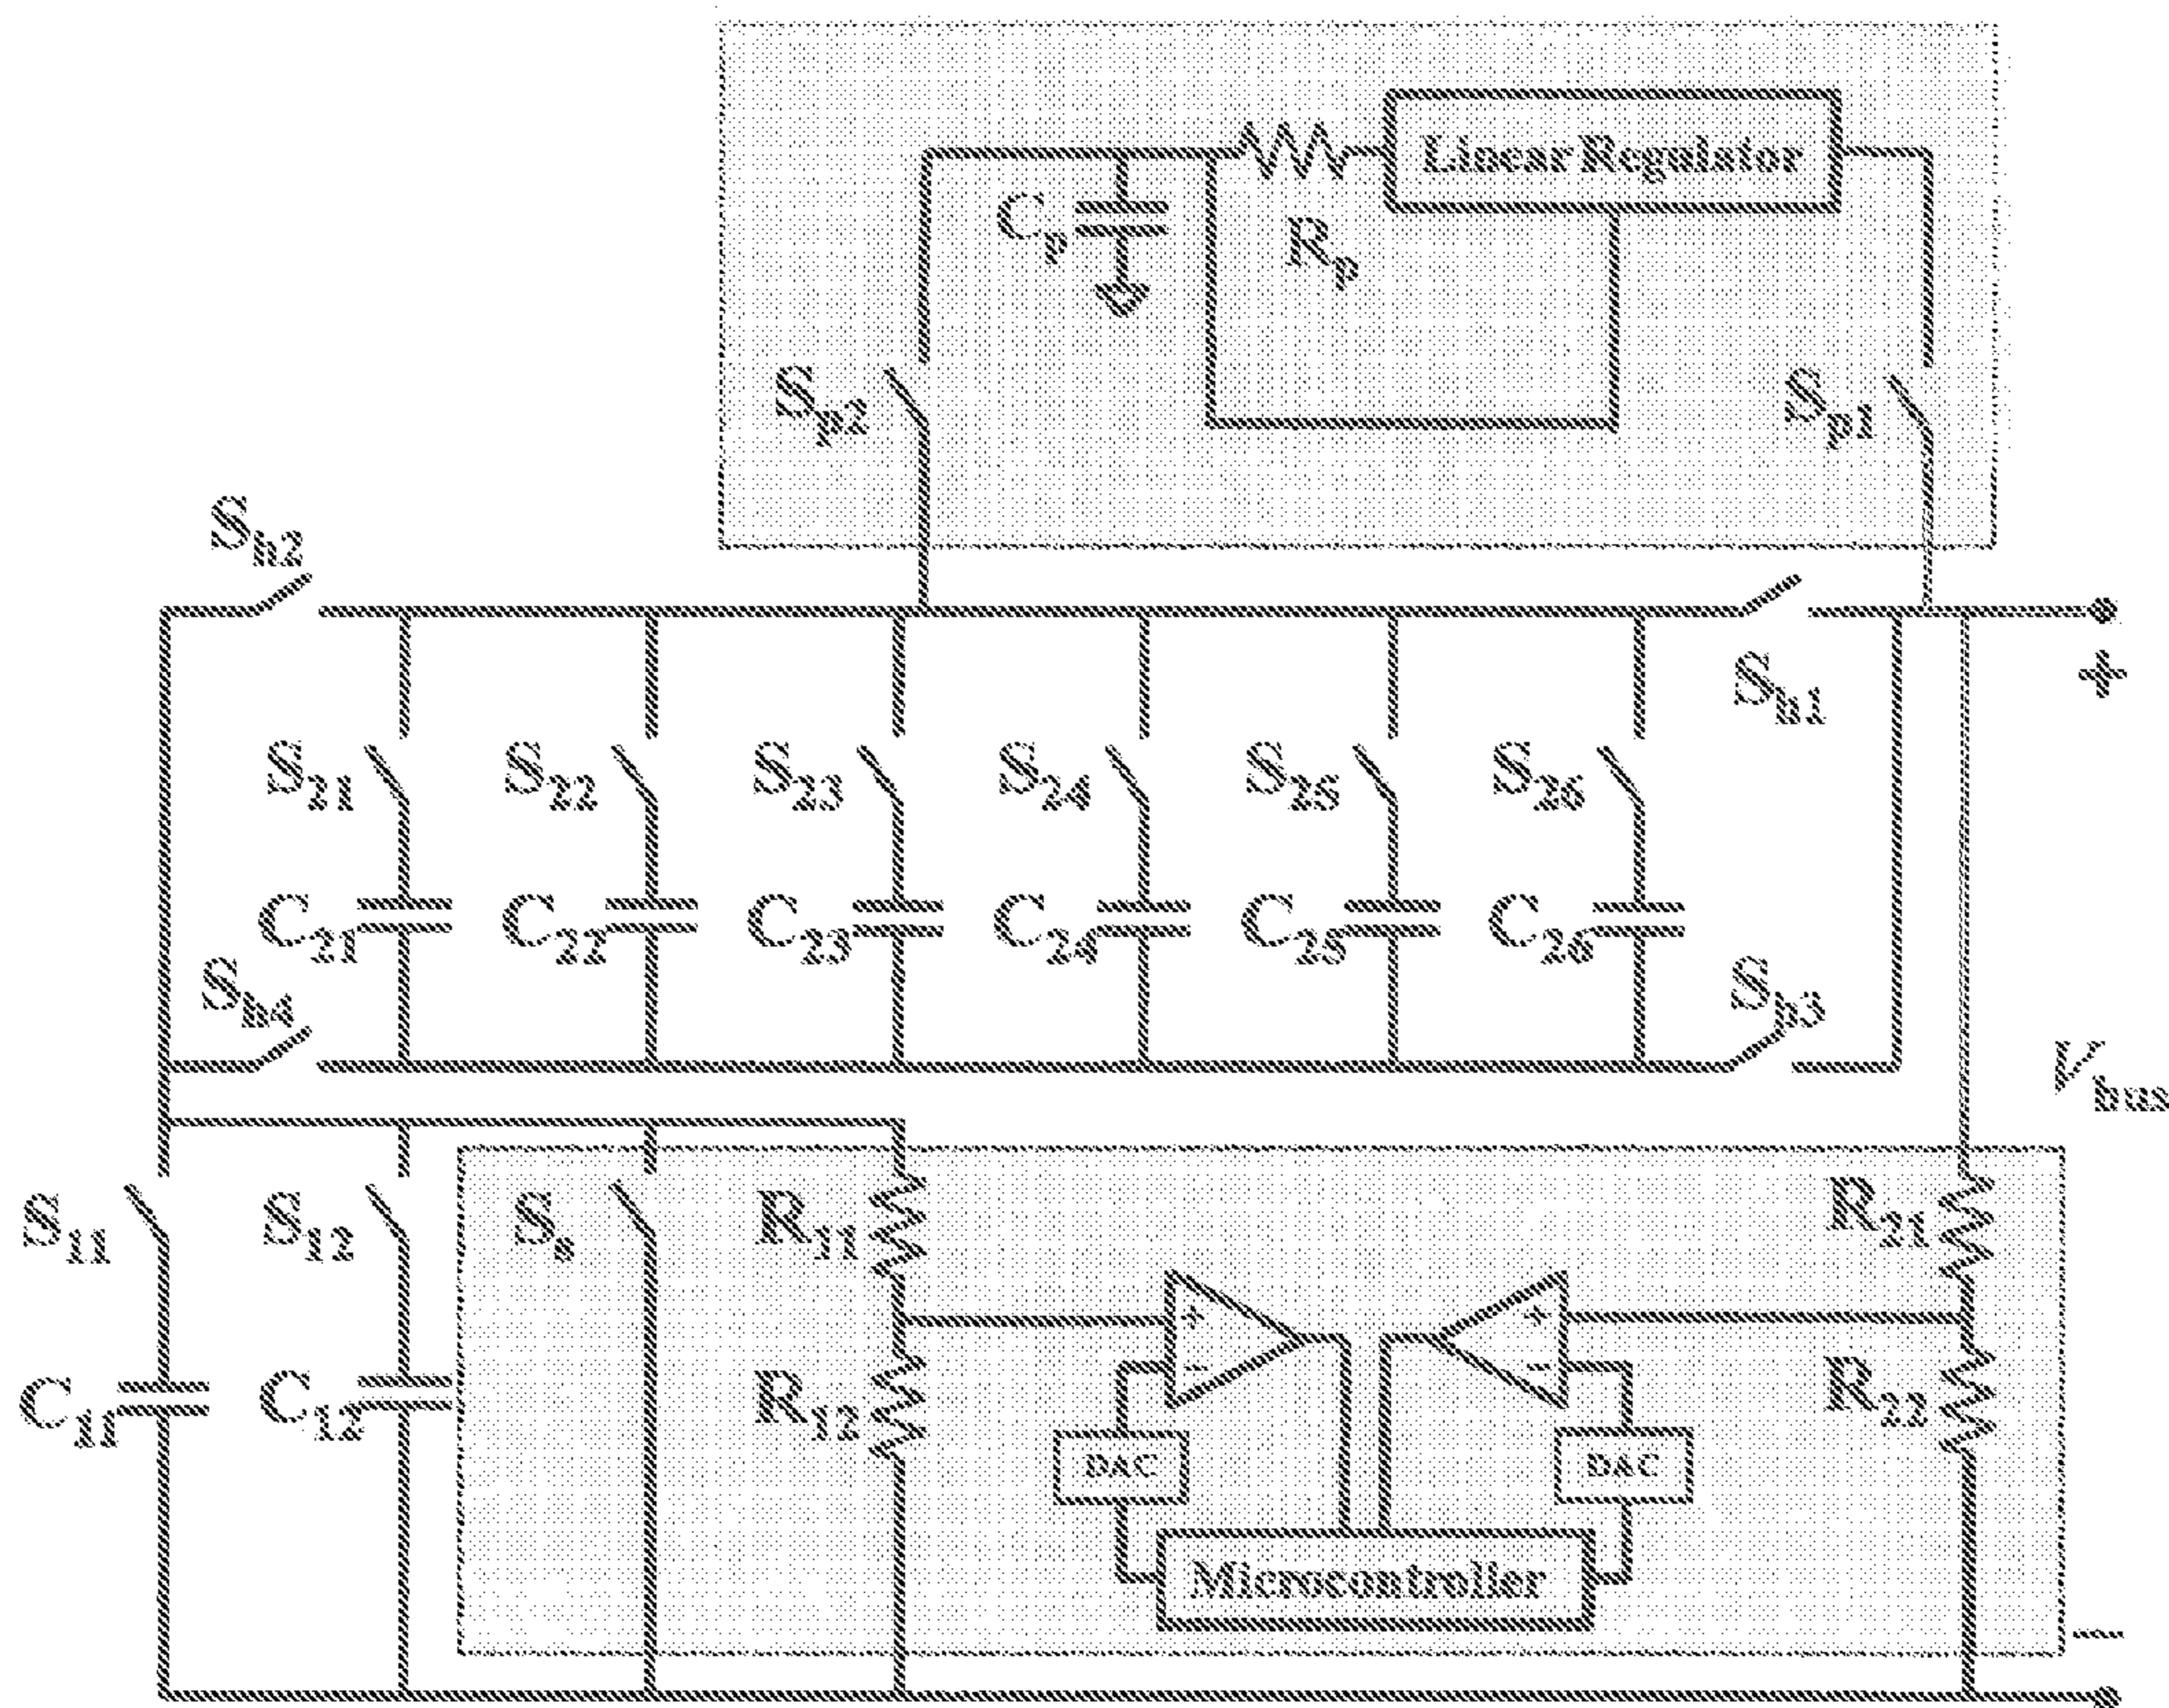 Linear Regulator
Cp
Rp
Sp2
Sp1
Sh2
+
Sh1
S21
S22
S23
S24
S25
S26
C21
C22
C23
C24
C25
C26
Sh4
Sh3
Vbus
S11
S12
Ss
R11
R21
+
+
−
−
C11
C12
R12
R22
DAC
DAC
Microcontroller
−